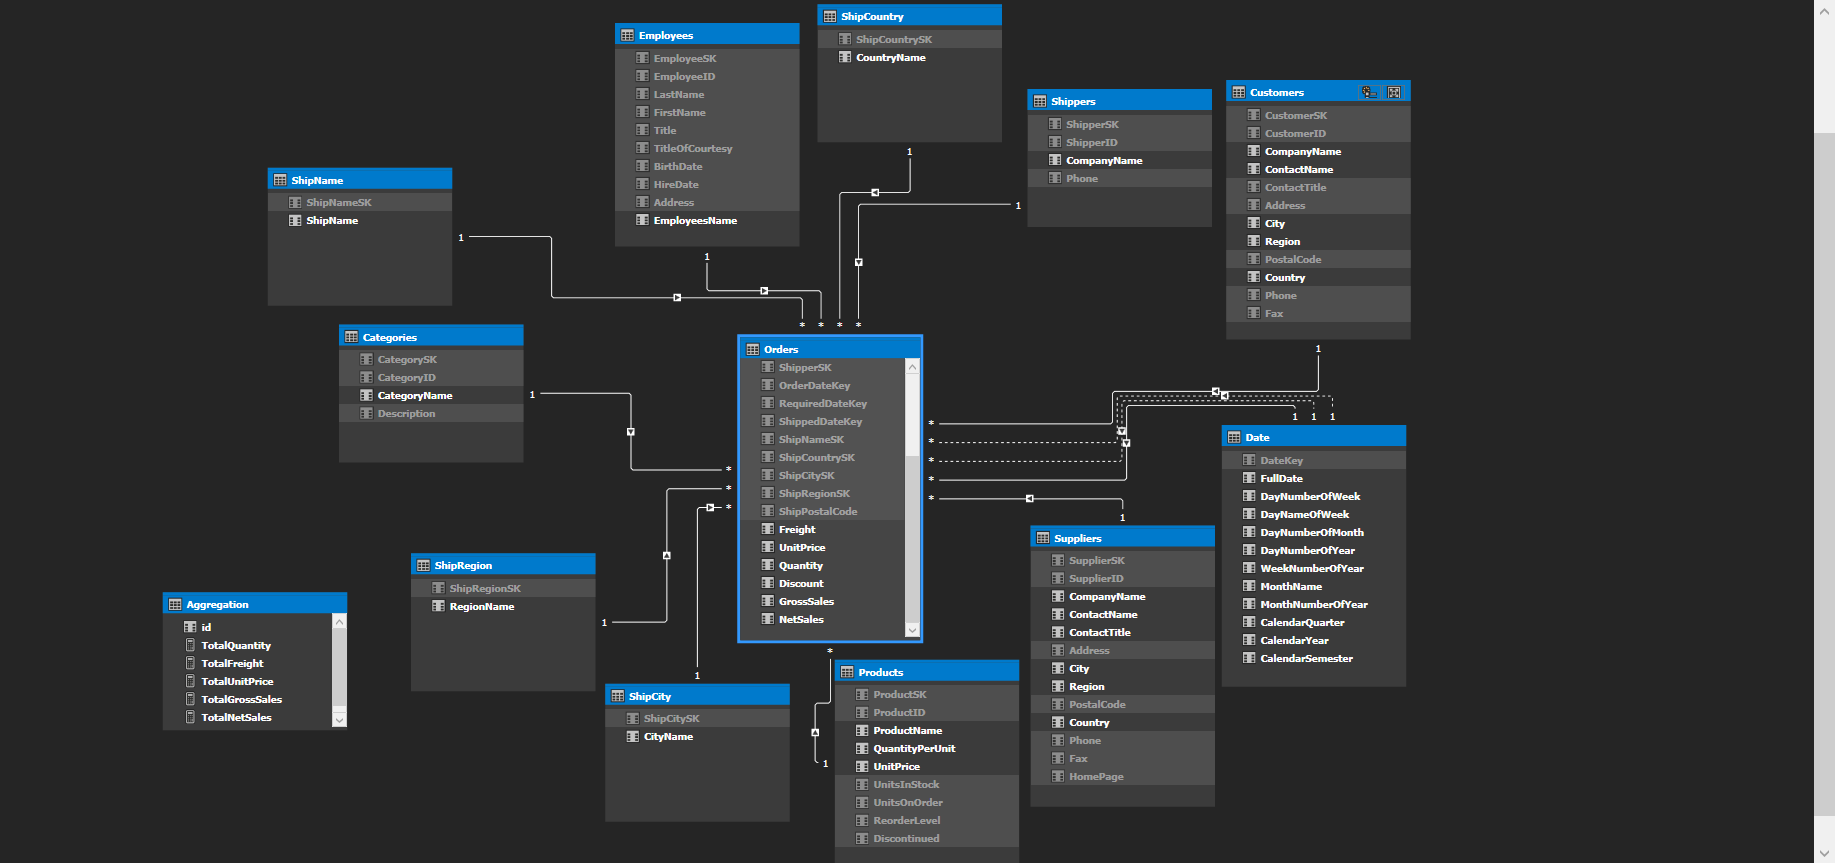 ShipCountry
ShipCountrySK
CountryName
1
Employees
EmployeeSK
EmployeeID
LastName
FirstName
Title
TitleOfCourtesy
BirthDate
HireDate
Address
EmployeesName
1
Shippers
ShipperSK
ShipperID
CompanyName
Phone
1
Customers
CustomerSK
CustomerID
CompanyName
ContactName
ContactTitle
Address
City
Region
PostalCode
Country
Phone
Fax
1
ShipName
ShipNameSK
ShipName
1
* * * *
Categories
CategorySK
CategoryID
CategoryName
Description
1
Orders
ShipperSK
OrderDateKey
RequiredDateKey
ShippedDateKey
ShipNameSK
ShipCountrySK
ShipCitySK
ShipRegionSK
ShipPostalCode
Freight
UnitPrice
Quantity
Discount
GrossSales
NetSales
*
*
*
*
*
*
*
*
*
1 1 1
Date
DateKey
FullDate
DayNumberOfWeek
DayNameOfWeek
DayNumberOfMonth
DayNumberOfYear
WeekNumberOfYear
MonthName
MonthNumberOfYear
CalendarQuarter
CalendarYear
CalendarSemester
1
Suppliers
SupplierSK
SupplierID
CompanyName
ContactName
ContactTitle
Address
City
Region
PostalCode
Country
Phone
Fax
HomePage
ShipRegion
ShipRegionSK
RegionName
1
Aggregation
id
TotalQuantity
TotalFreight
TotalUnitPrice
TotalGrossSales
TotalNetSales
1
ShipCity
ShipCitySK
CityName
Products
ProductSK
ProductID
ProductName
QuantityPerUnit
UnitPrice
UnitsInStock
UnitsOnOrder
ReorderLevel
Discontinued
1